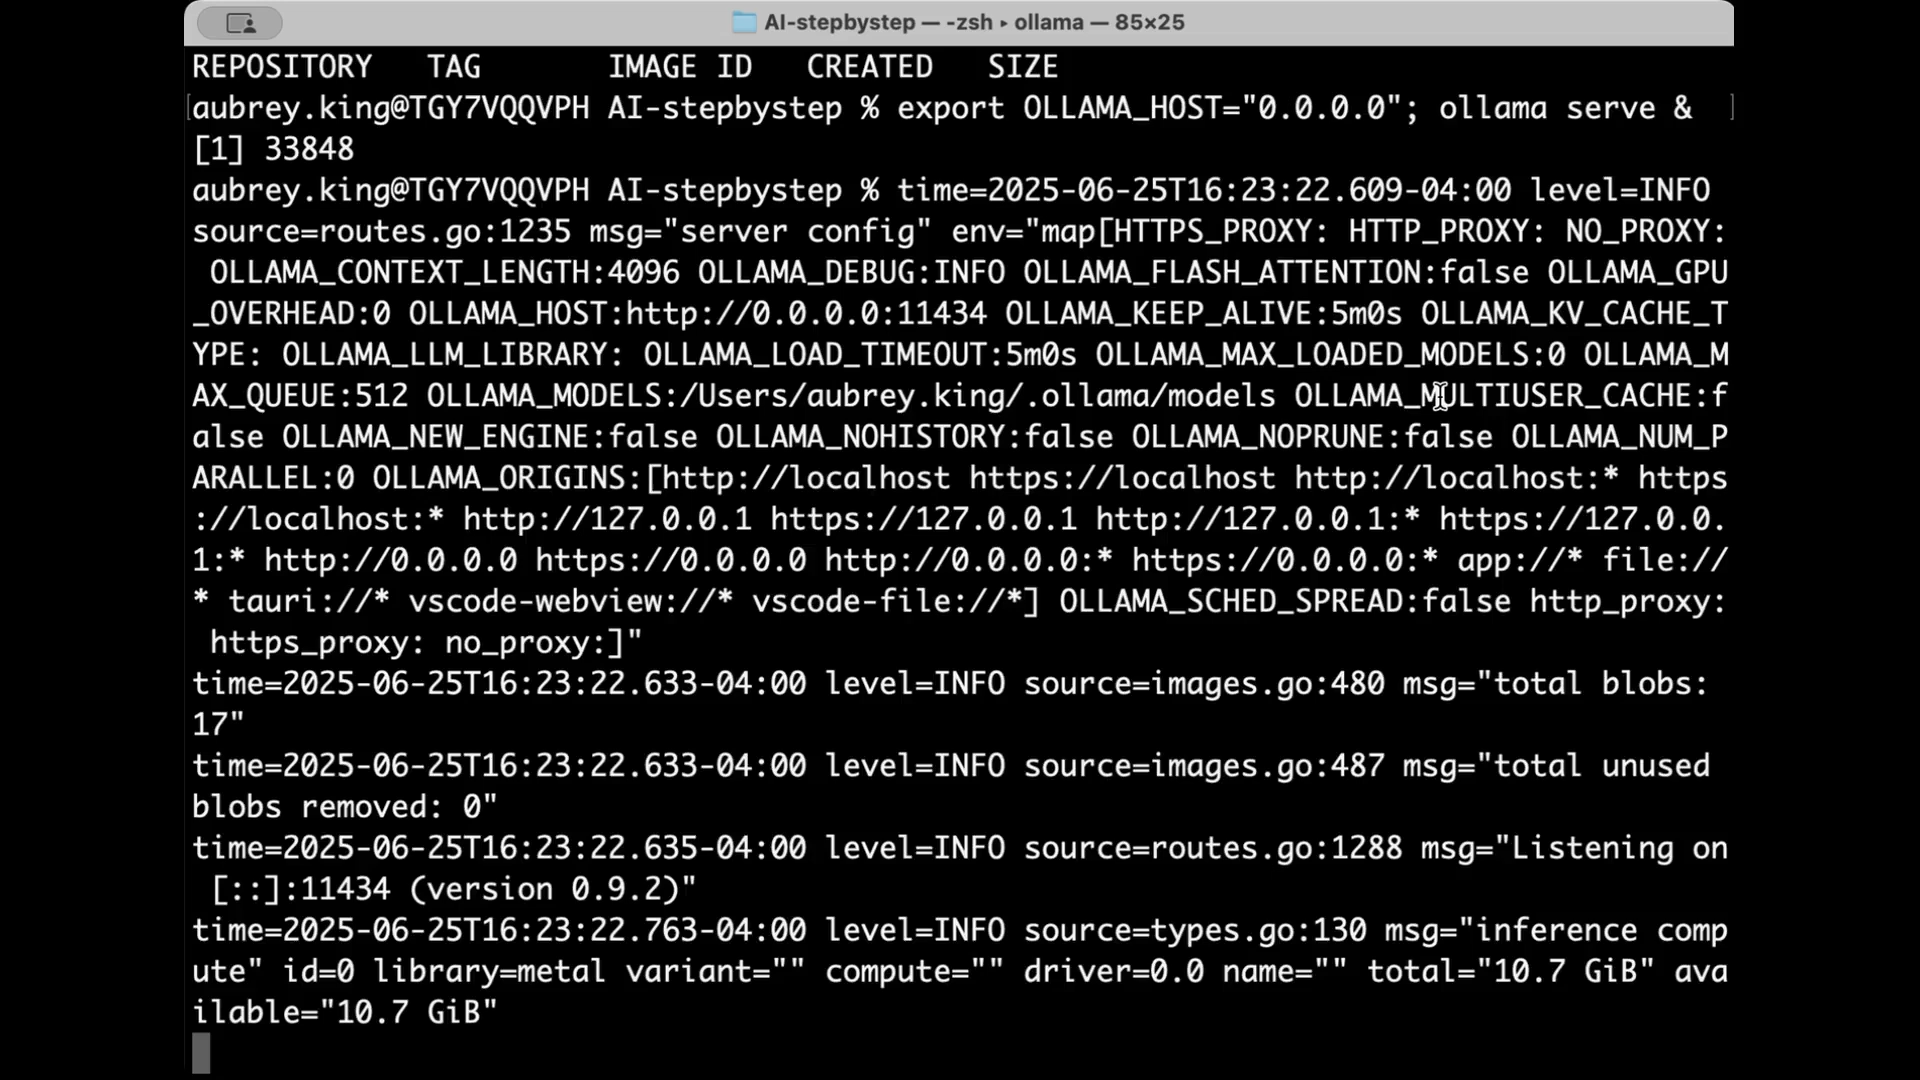 AI-stepbystep — -zsh ▸ ollama — 85×25
REPOSITORY   TAG       IMAGE ID   CREATED   SIZE
[aubrey.king@TGY7VQQVPH AI-stepbystep % export OLLAMA_HOST="0.0.0.0"; ollama serve &  ]
[1] 33848
aubrey.king@TGY7VQQVPH AI-stepbystep % time=2025-06-25T16:23:22.609-04:00 level=INFO
source=routes.go:1235 msg="server config" env="map[HTTPS_PROXY: HTTP_PROXY: NO_PROXY:
 OLLAMA_CONTEXT_LENGTH:4096 OLLAMA_DEBUG:INFO OLLAMA_FLASH_ATTENTION:false OLLAMA_GPU
_OVERHEAD:0 OLLAMA_HOST:http://0.0.0.0:11434 OLLAMA_KEEP_ALIVE:5m0s OLLAMA_KV_CACHE_T
YPE: OLLAMA_LLM_LIBRARY: OLLAMA_LOAD_TIMEOUT:5m0s OLLAMA_MAX_LOADED_MODELS:0 OLLAMA_M
AX_QUEUE:512 OLLAMA_MODELS:/Users/aubrey.king/.ollama/models OLLAMA_MULTIUSER_CACHE:f
alse OLLAMA_NEW_ENGINE:false OLLAMA_NOHISTORY:false OLLAMA_NOPRUNE:false OLLAMA_NUM_P
ARALLEL:0 OLLAMA_ORIGINS:[http://localhost https://localhost http://localhost:* https
://localhost:* http://127.0.0.1 https://127.0.0.1 http://127.0.0.1:* https://127.0.0.
1:* http://0.0.0.0 https://0.0.0.0 http://0.0.0.0:* https://0.0.0.0:* app://* file://
* tauri://* vscode-webview://* vscode-file://*] OLLAMA_SCHED_SPREAD:false http_proxy:
 https_proxy: no_proxy:]"
time=2025-06-25T16:23:22.633-04:00 level=INFO source=images.go:480 msg="total blobs:
17"
time=2025-06-25T16:23:22.633-04:00 level=INFO source=images.go:487 msg="total unused
blobs removed: 0"
time=2025-06-25T16:23:22.635-04:00 level=INFO source=routes.go:1288 msg="Listening on
 [::]:11434 (version 0.9.2)"
time=2025-06-25T16:23:22.763-04:00 level=INFO source=types.go:130 msg="inference comp
ute" id=0 library=metal variant="" compute="" driver=0.0 name="" total="10.7 GiB" ava
ilable="10.7 GiB"